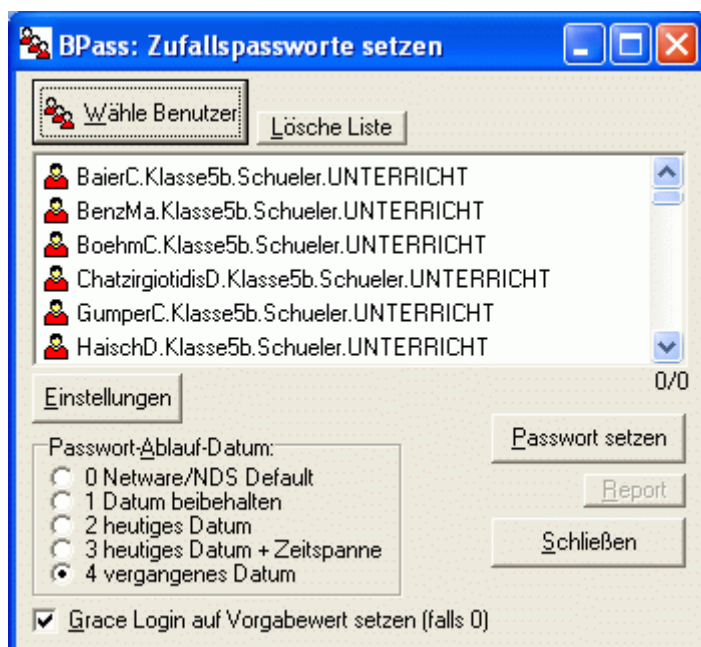 BPass: Zufallspassworte setzen
Wähle Benutzer
Lösche Liste
BaierC.Klasse5b.Schueler.UNTERRICHT
BenzMa.Klasse5b.Schueler.UNTERRICHT
BoehmC.Klasse5b.Schueler.UNTERRICHT
ChatzirgiotidisD.Klasse5b.Schueler.UNTERRICHT
GumperC.Klasse5b.Schueler.UNTERRICHT
HaischD.Klasse5b.Schueler.UNTERRICHT
0/0
Einstellungen
Passwort setzen
Passwort-Ablauf-Datum:
0 Netware/NDS Default
1 Datum beibehalten
2 heutiges Datum
3 heutiges Datum + Zeitspanne
4 vergangenes Datum
Report
Schließen
Grace Login auf Vorgabewert setzen (falls 0)